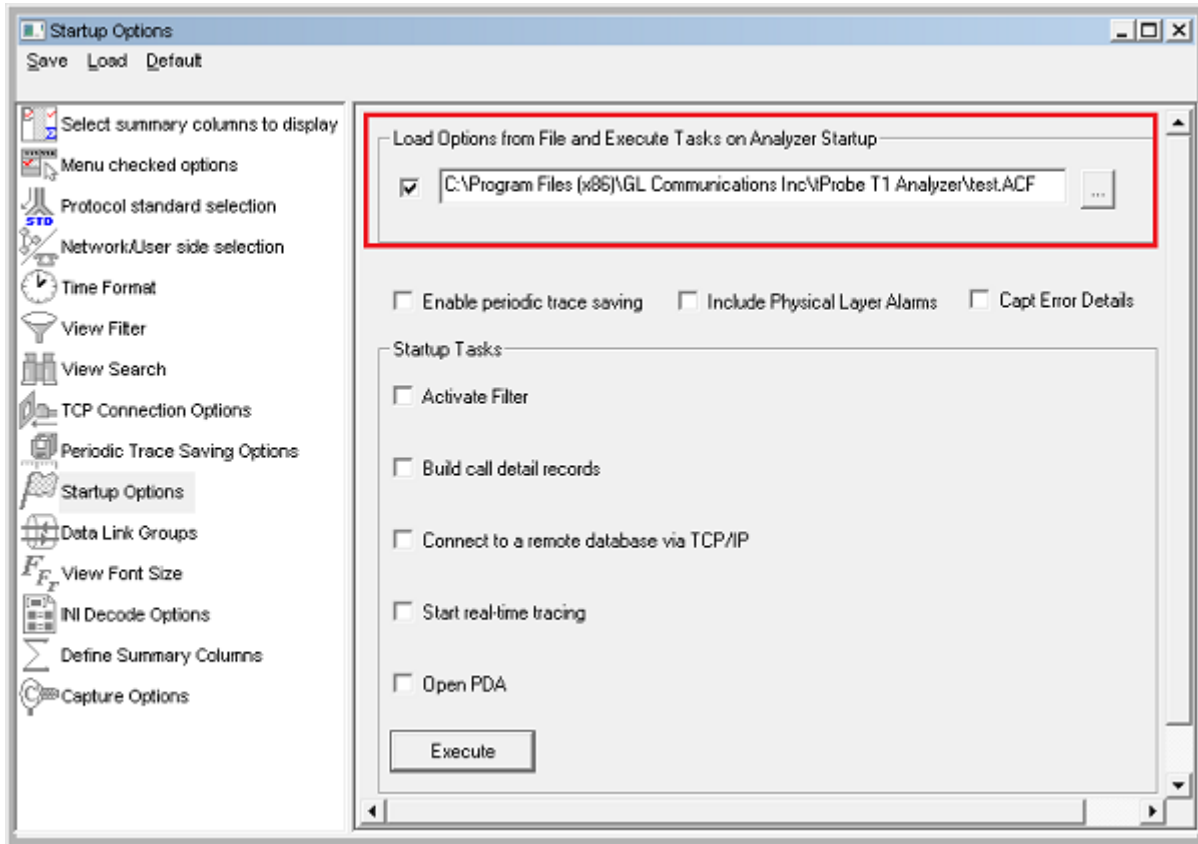 Startup Options
Save Load Default
Select summary columns to display
Menu checked options
STD
Protocol standard selection
Network/User side selection
Time Format
View Filter
View Search
TCP Connection Options
Periodic Trace Saving Options
Startup Options
Data Link Groups
View Font Size
INI Decode Options
Define Summary Columns
Capture Options
Load Options from File and Execute Tasks on Analyzer Startup
C:\Program Files (x86)\GL Communications Inc\tProbe T1 Analyzer\test.ACF
...
Enable periodic trace saving Include Physical Layer Alarms Capt Error Details
Startup Tasks
Activate Filter
Build call detail records
Connect to a remote database via TCP/IP
Start real-time tracing
Open PDA
Execute